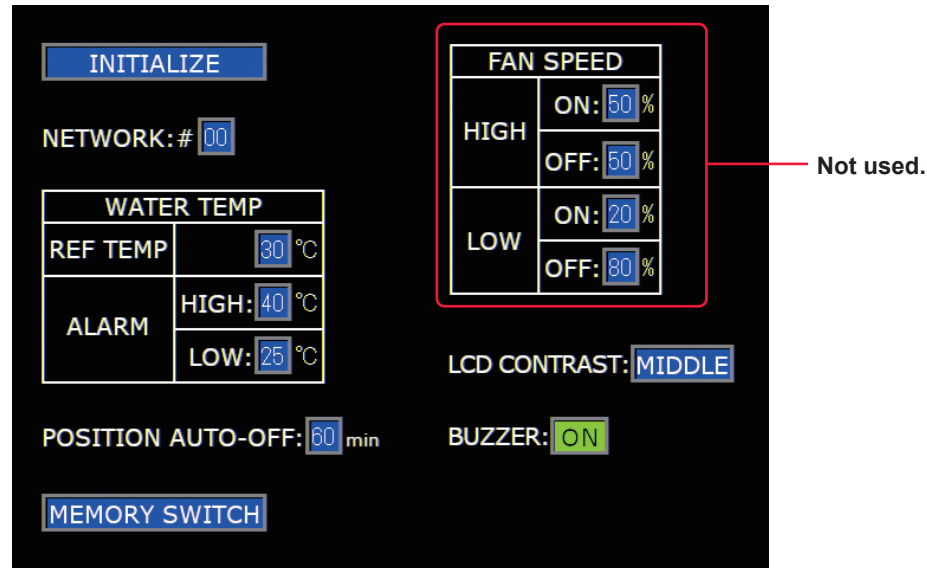 INITIALIZE
NETWORK:# 00
WATER TEMP
REF TEMP 30 °C
ALARM
HIGH: 40 °C
LOW: 25 °C
POSITION AUTO-OFF: 60 min
MEMORY SWITCH
FAN SPEED
HIGH
ON: 50 %
OFF: 50 %
LOW
ON: 20 %
OFF: 80 %
Not used.
LCD CONTRAST: MIDDLE
BUZZER: ON